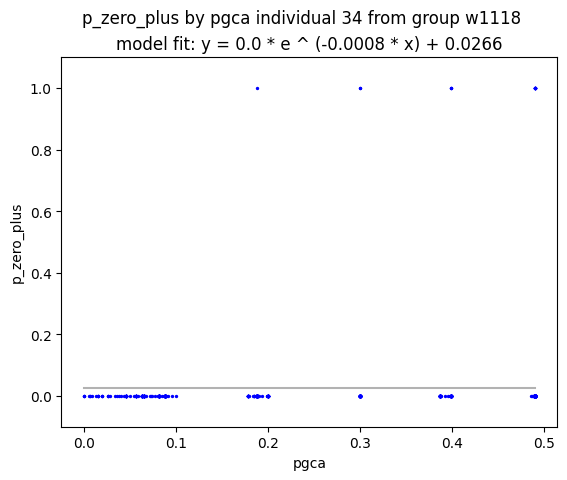 p_zero_plus by pgca individual 34 from group w1118
model fit: y = 0.0 * e ^ (-0.0008 * x) + 0.0266
1.0
0.8
0.6
0.4
0.2
0.0
p_zero_plus
0.0 0.1 0.2 0.3 0.4 0.5
pgca